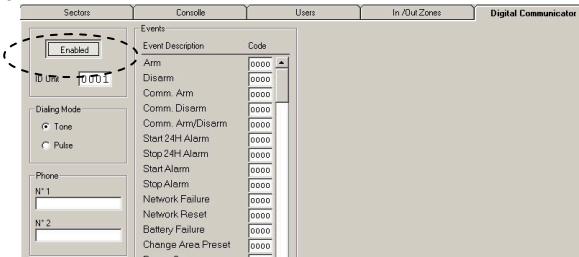 Sectors
Consolle
Users
In /Out Zones
Digital Communicator
Enabled
ID Unit 0001
Dialing Mode
Tone
Pulse
Phone
N° 1
N° 2
Events
Event Description Code
Arm 0000
Disarm 0000
Comm. Arm 0000
Comm. Disarm 0000
Comm. Arm/Disarm 0000
Start 24H Alarm 0000
Stop 24H Alarm 0000
Start Alarm 0000
Stop Alarm 0000
Network Failure 0000
Network Reset 0000
Battery Failure 0000
Change Area Preset 0000